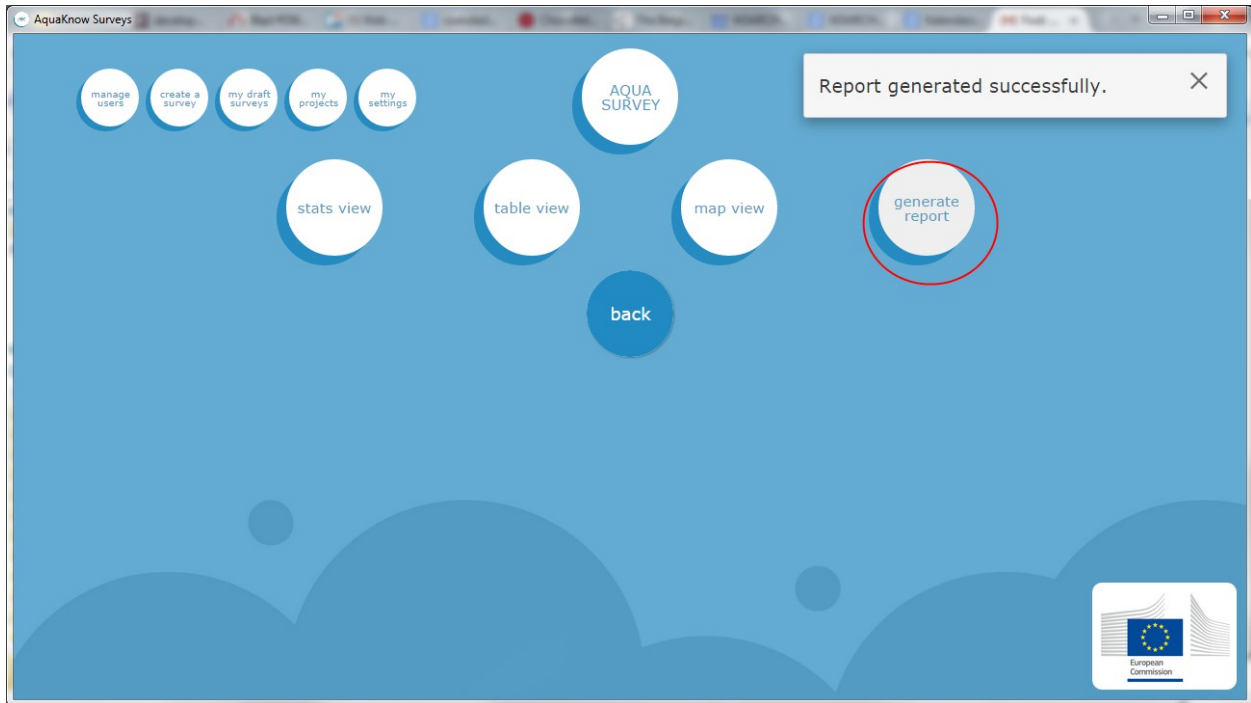 AquaKnow Surveys
manage
users
create a
survey
my draft
surveys
my
projects
my
settings
AQUA
SURVEY
Report generated successfully.
stats view
table view
map view
generate
report
back
European
Commission